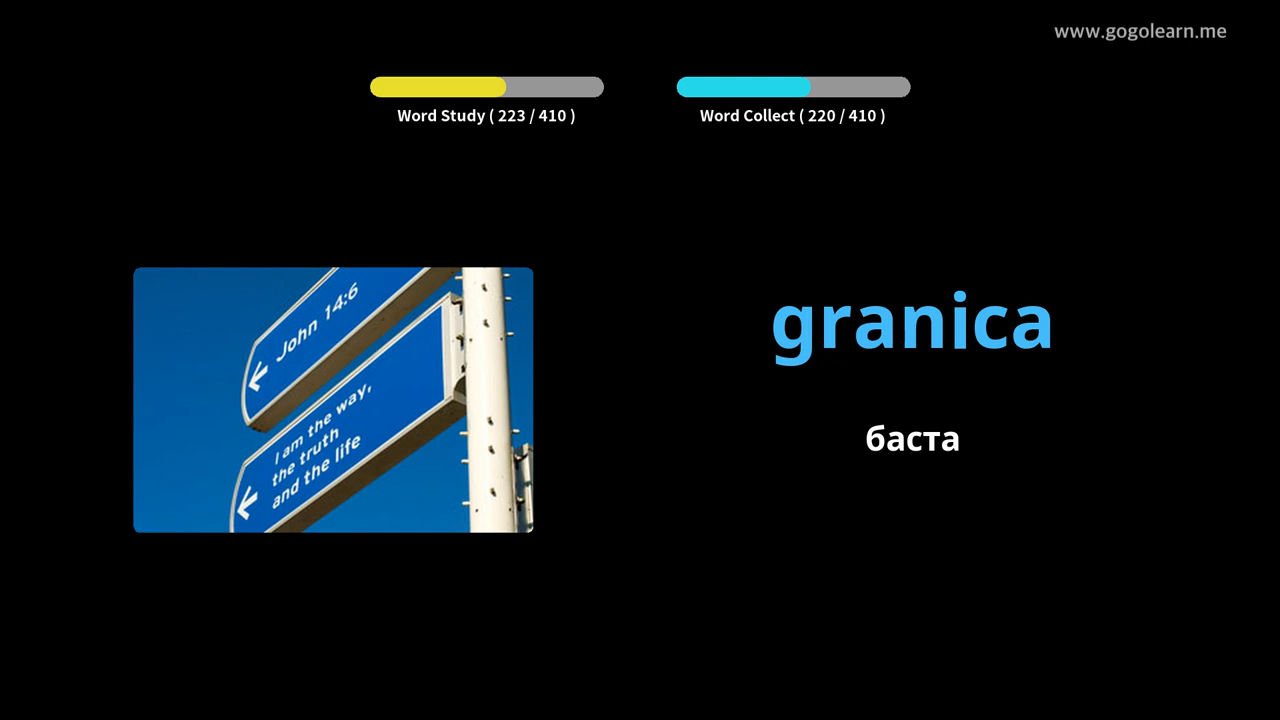 www.gogolearn.me
Word Study ( 223 / 410 )
Word Collect ( 220 / 410 )
John 14:6
I am the way,
the truth
and the life
granica
баста